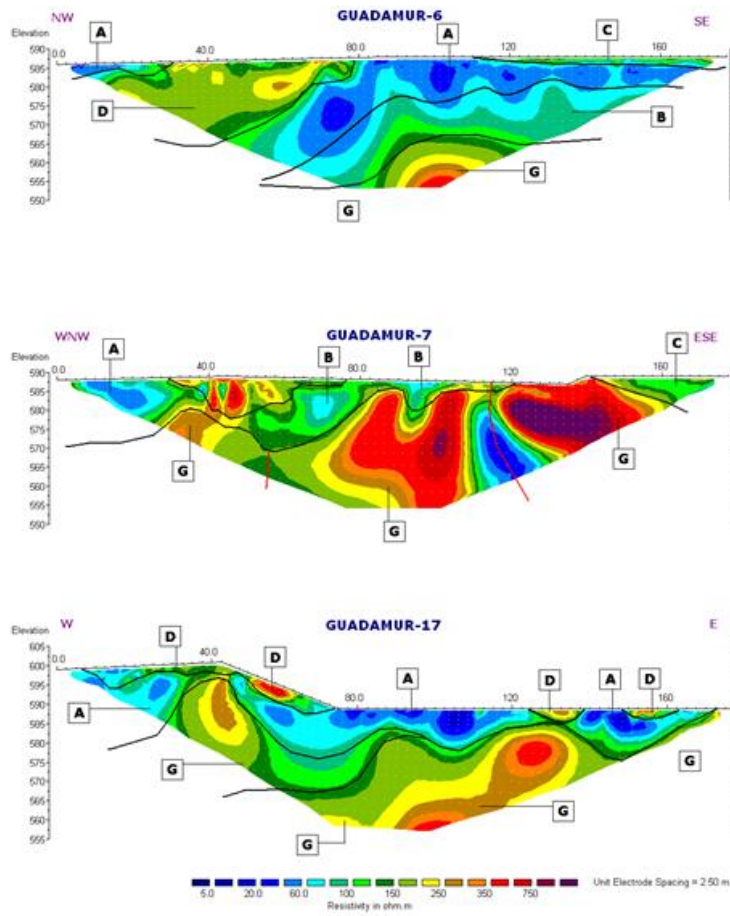 NW GUADAMUR-6 SE
A A C
Elevation
590 0.0 40.0 80.0 120 160
585
580
575 D
570 B
565
560
555 G
550 G
WNW GUADAMUR-7 ESE
A B B C
Elevation
590 0.0 40.0 80.0 120 160
585
580
575
570
565 G G
560
555
550 G
W GUADAMUR-17 E
D
Elevation
605 D
600 0.0 40.0 A D A D
595
590 80.0 120 160
585 A
580
575
570 G G
565
560 G
555 G
5.0 20.0 60.0 100 150 250 350 750 Unit Electrode Spacing = 2.50 m
Resistivity in ohm.m